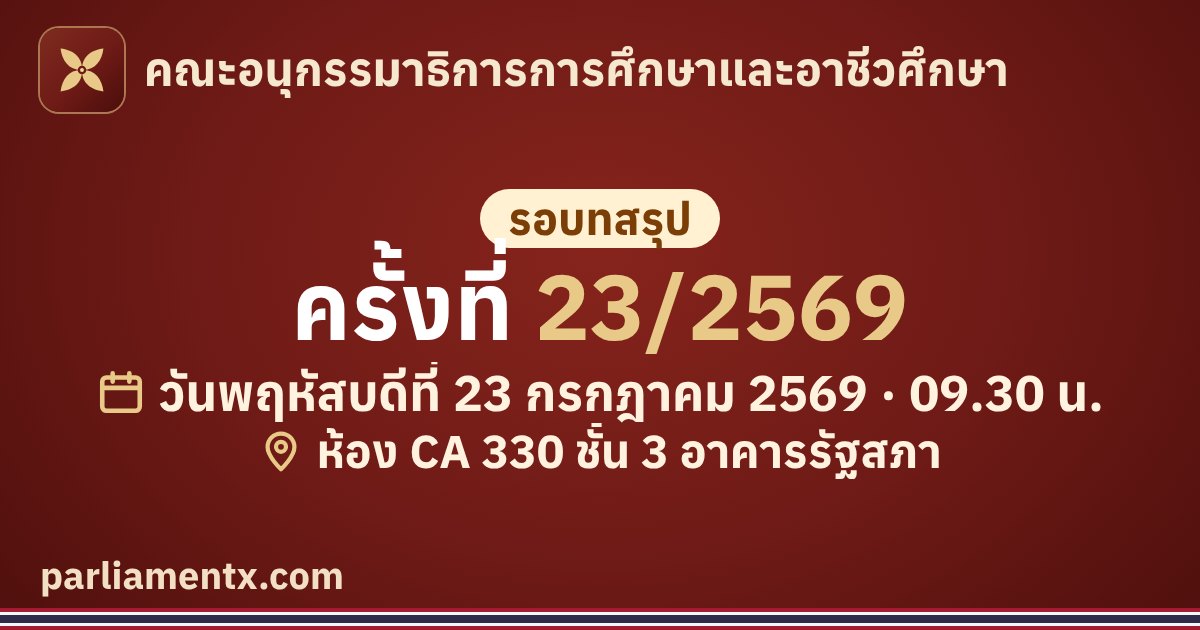 คณะอนุกรรมาธิการการศึกษาและอาชีวศึกษา
รอบทสรุป
ครั้งที่ 23/2569
วันพฤหัสบดีที่ 23 กรกฎาคม 2569 · 09.30 น.
ห้อง CA 330 ชั้น 3 อาคารรัฐสภา
parliamentx.com